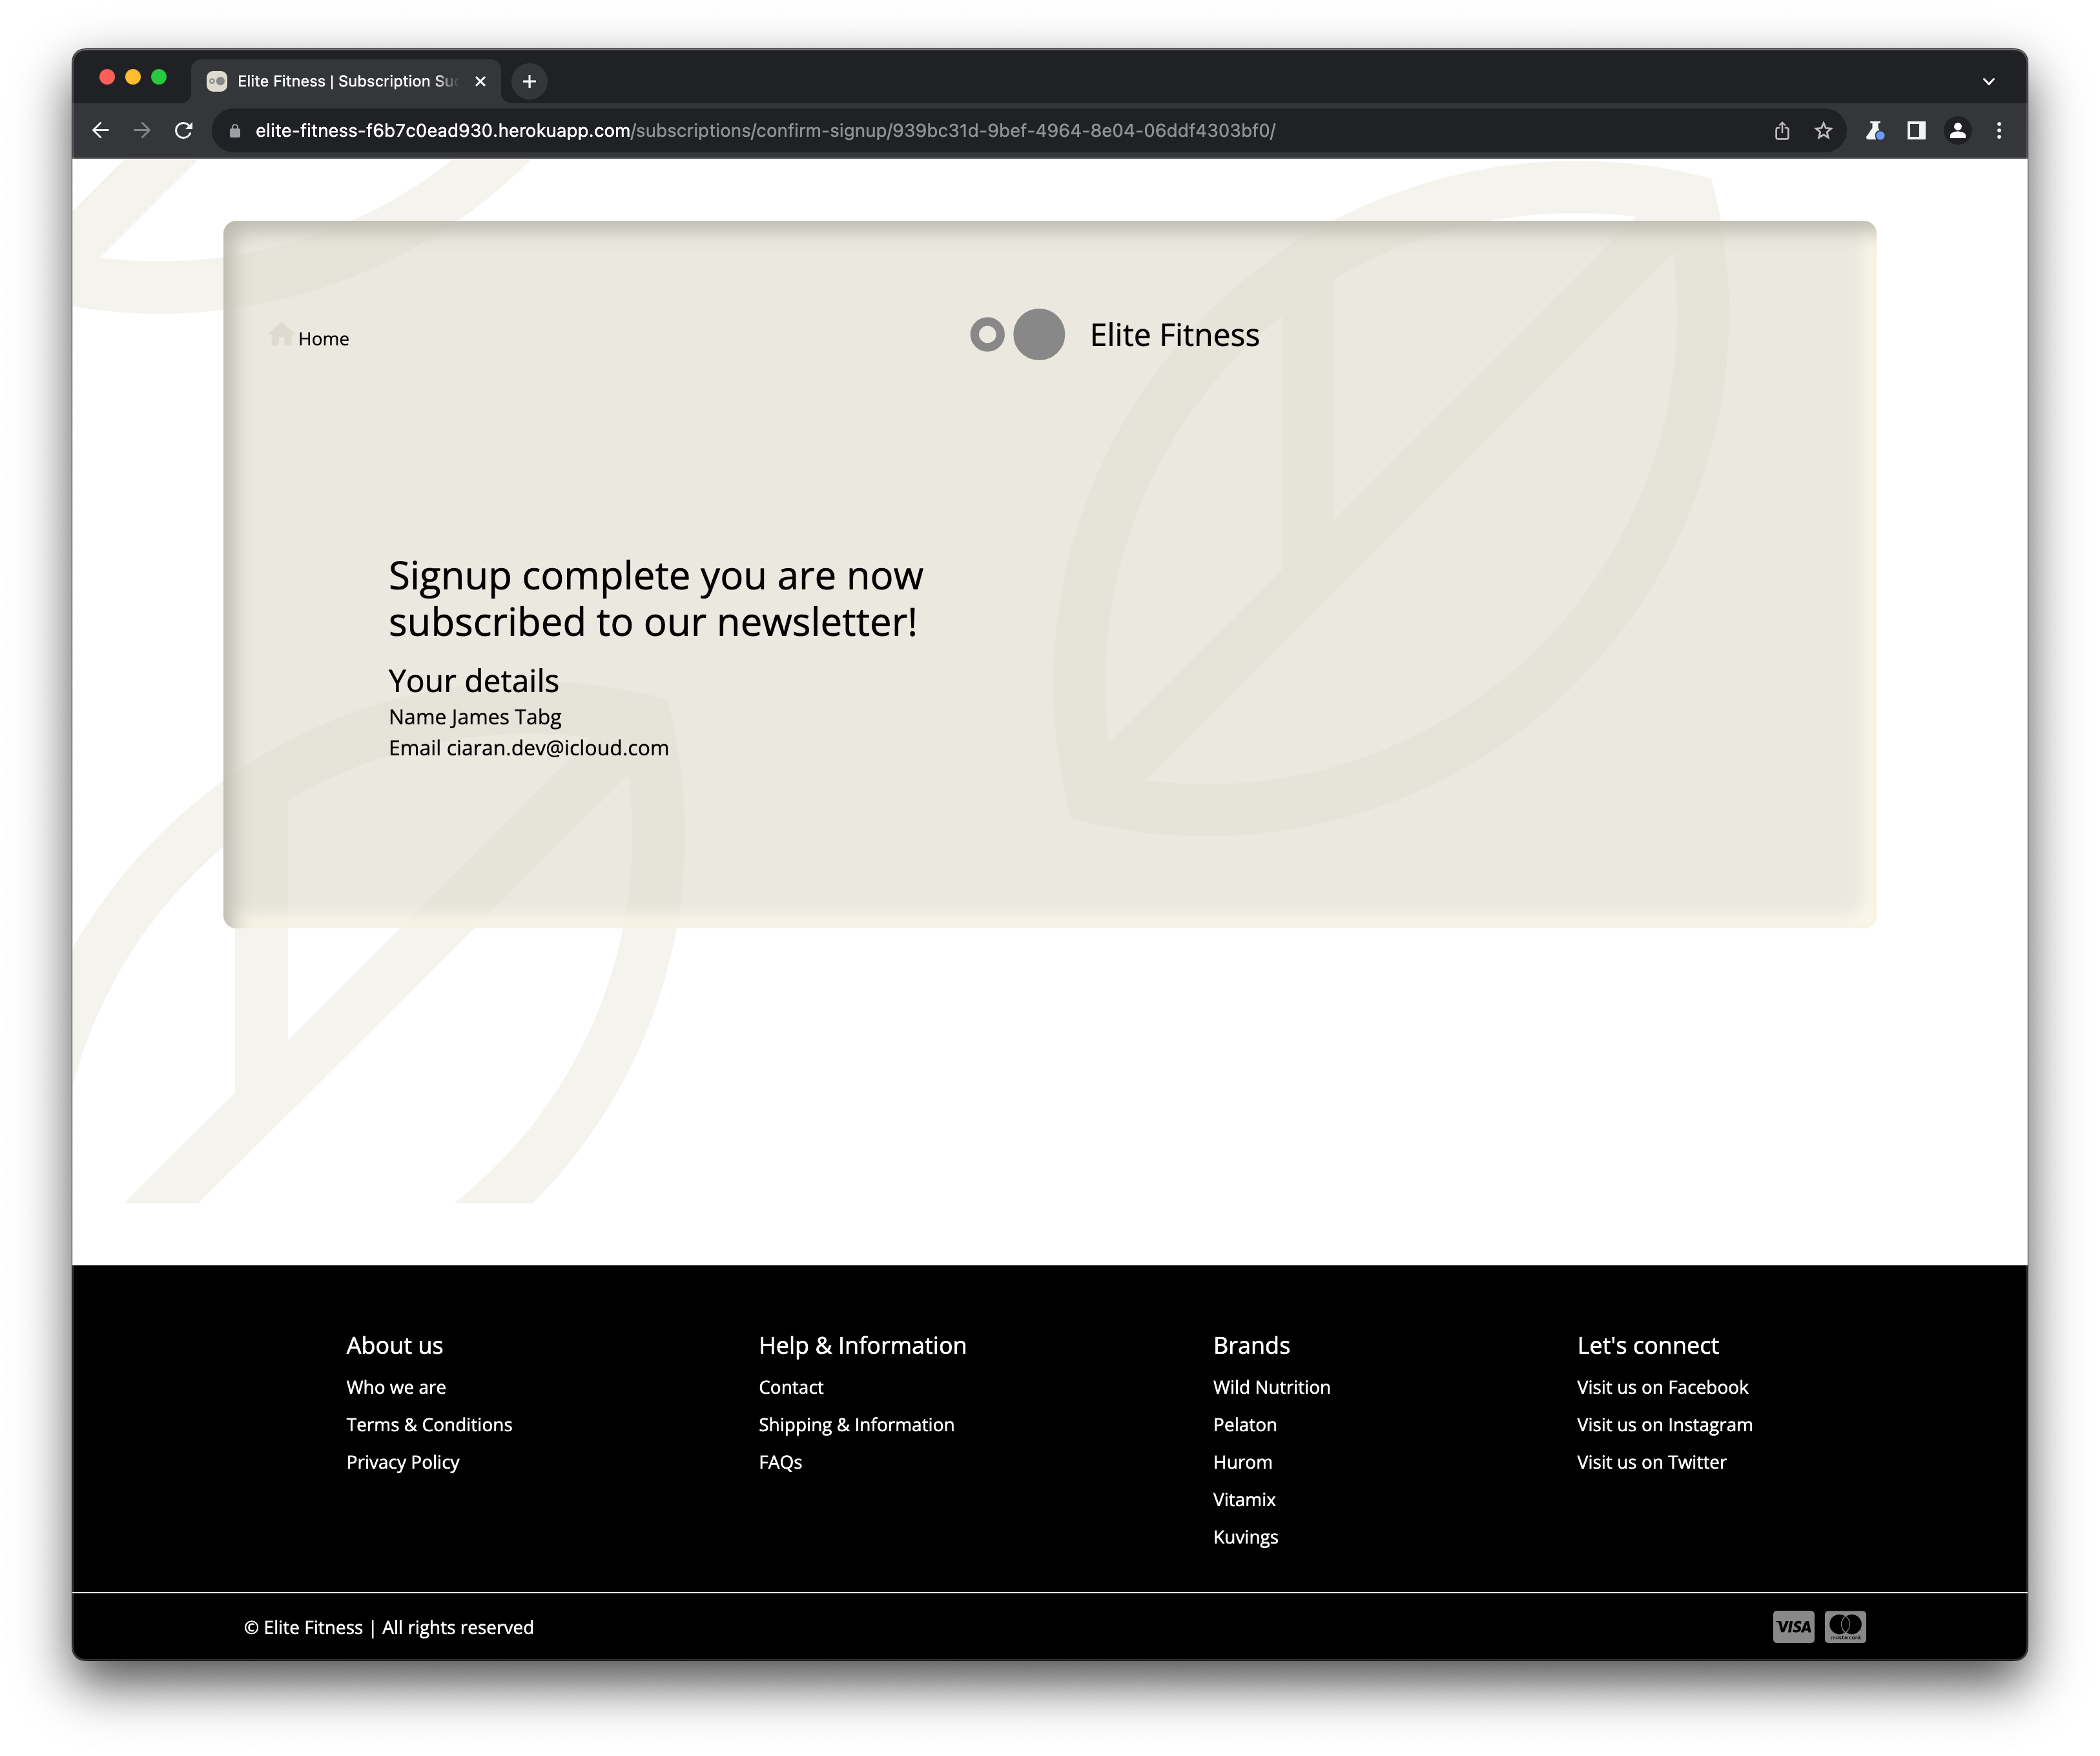 Elite Fitness | Subscription Suc
elite-fitness-f6b7c0ead930.herokuapp.com/subscriptions/confirm-signup/939bc31d-9bef-4964-8e04-06ddf4303bf0/
Home
Elite Fitness
Signup complete you are now
subscribed to our newsletter!
Your details
Name James Tabg
Email ciaran.dev@icloud.com
About us
Who we are
Terms & Conditions
Privacy Policy
Help & Information
Contact
Shipping & Information
FAQs
Brands
Wild Nutrition
Pelaton
Hurom
Vitamix
Kuvings
Let's connect
Visit us on Facebook
Visit us on Instagram
Visit us on Twitter
© Elite Fitness | All rights reserved
VISA
mastercard